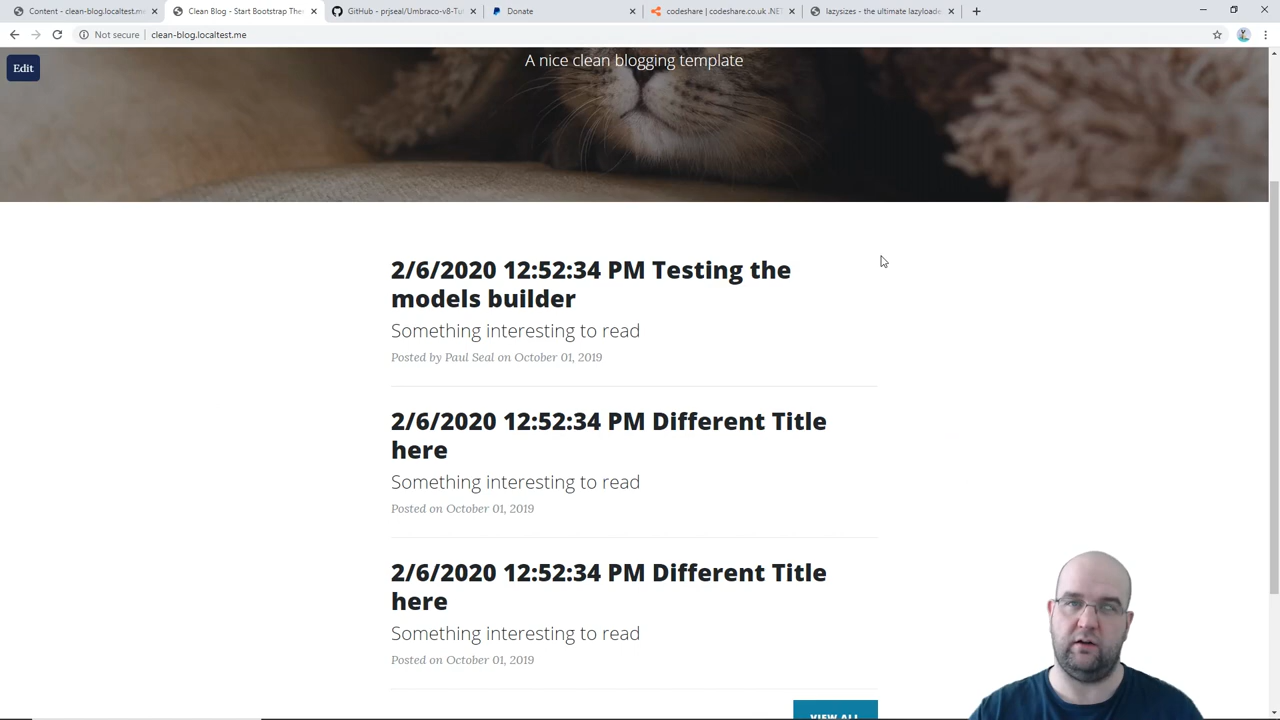 Content - clean-blog.localtest.me
Clean Blog - Start Bootstrap The
GitHub - prjseal/Umbraco-v8-Tut
Donate
codeshare | codeshare.co.uk .NET
lazysizes - the ultimate lazyloade
Not secure | clean-blog.localtest.me
Edit
A nice clean blogging template
2/6/2020 12:52:34 PM Testing the
models builder
Something interesting to read
Posted by Paul Seal on October 01, 2019
2/6/2020 12:52:34 PM Different Title
here
Something interesting to read
Posted on October 01, 2019
2/6/2020 12:52:34 PM Different Title
here
Something interesting to read
Posted on October 01, 2019
VIEW ALL